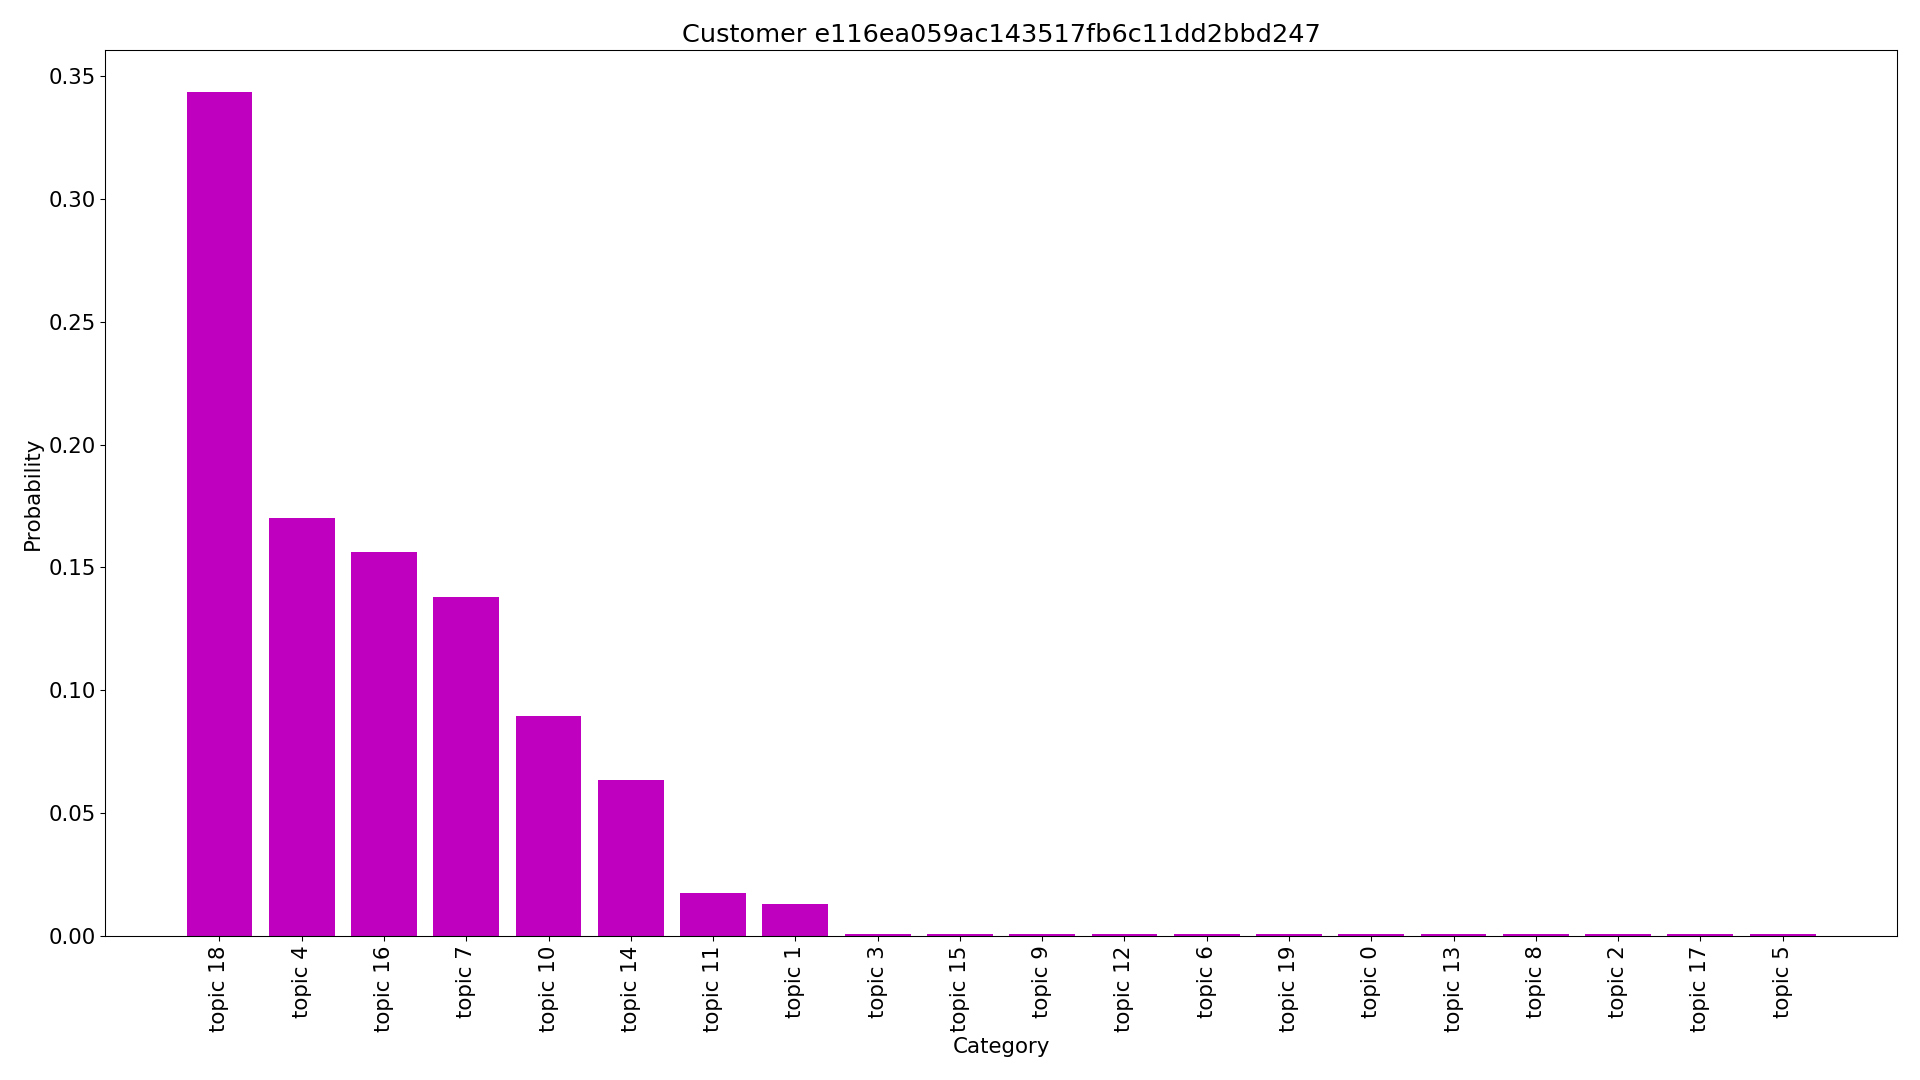 Customer e116ea059ac143517fb6c11dd2bbd247
Probability
0.35
0.30
0.25
0.20
0.15
0.10
0.05
0.00
topic 18
topic 4
topic 16
topic 7
topic 10
topic 14
topic 11
topic 1
topic 3
topic 15
topic 9
topic 12
topic 6
topic 19
topic 0
topic 13
topic 8
topic 2
topic 17
topic 5
Category